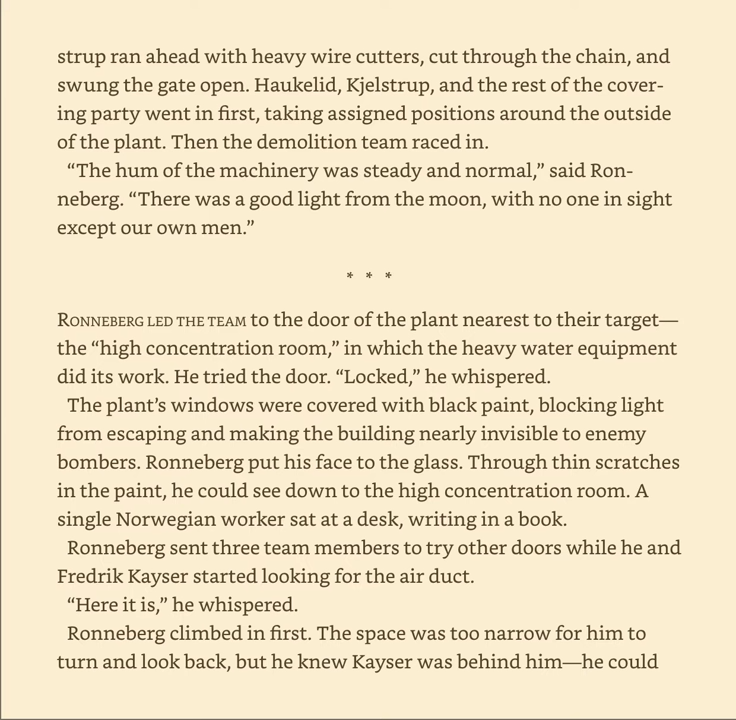 strup ran ahead with heavy wire cutters, cut through the chain, and
swung the gate open. Haukelid, Kjelstrup, and the rest of the cover-
ing party went in first, taking assigned positions around the outside
of the plant. Then the demolition team raced in.
“The hum of the machinery was steady and normal,” said Ron-
neberg. “There was a good light from the moon, with no one in sight
except our own men.”
* * *
Ronneberg led the team to the door of the plant nearest to their target—
the “high concentration room,” in which the heavy water equipment
did its work. He tried the door. “Locked,” he whispered.
The plant’s windows were covered with black paint, blocking light
from escaping and making the building nearly invisible to enemy
bombers. Ronneberg put his face to the glass. Through thin scratches
in the paint, he could see down to the high concentration room. A
single Norwegian worker sat at a desk, writing in a book.
Ronneberg sent three team members to try other doors while he and
Fredrik Kayser started looking for the air duct.
“Here it is,” he whispered.
Ronneberg climbed in first. The space was too narrow for him to
turn and look back, but he knew Kayser was behind him—he could